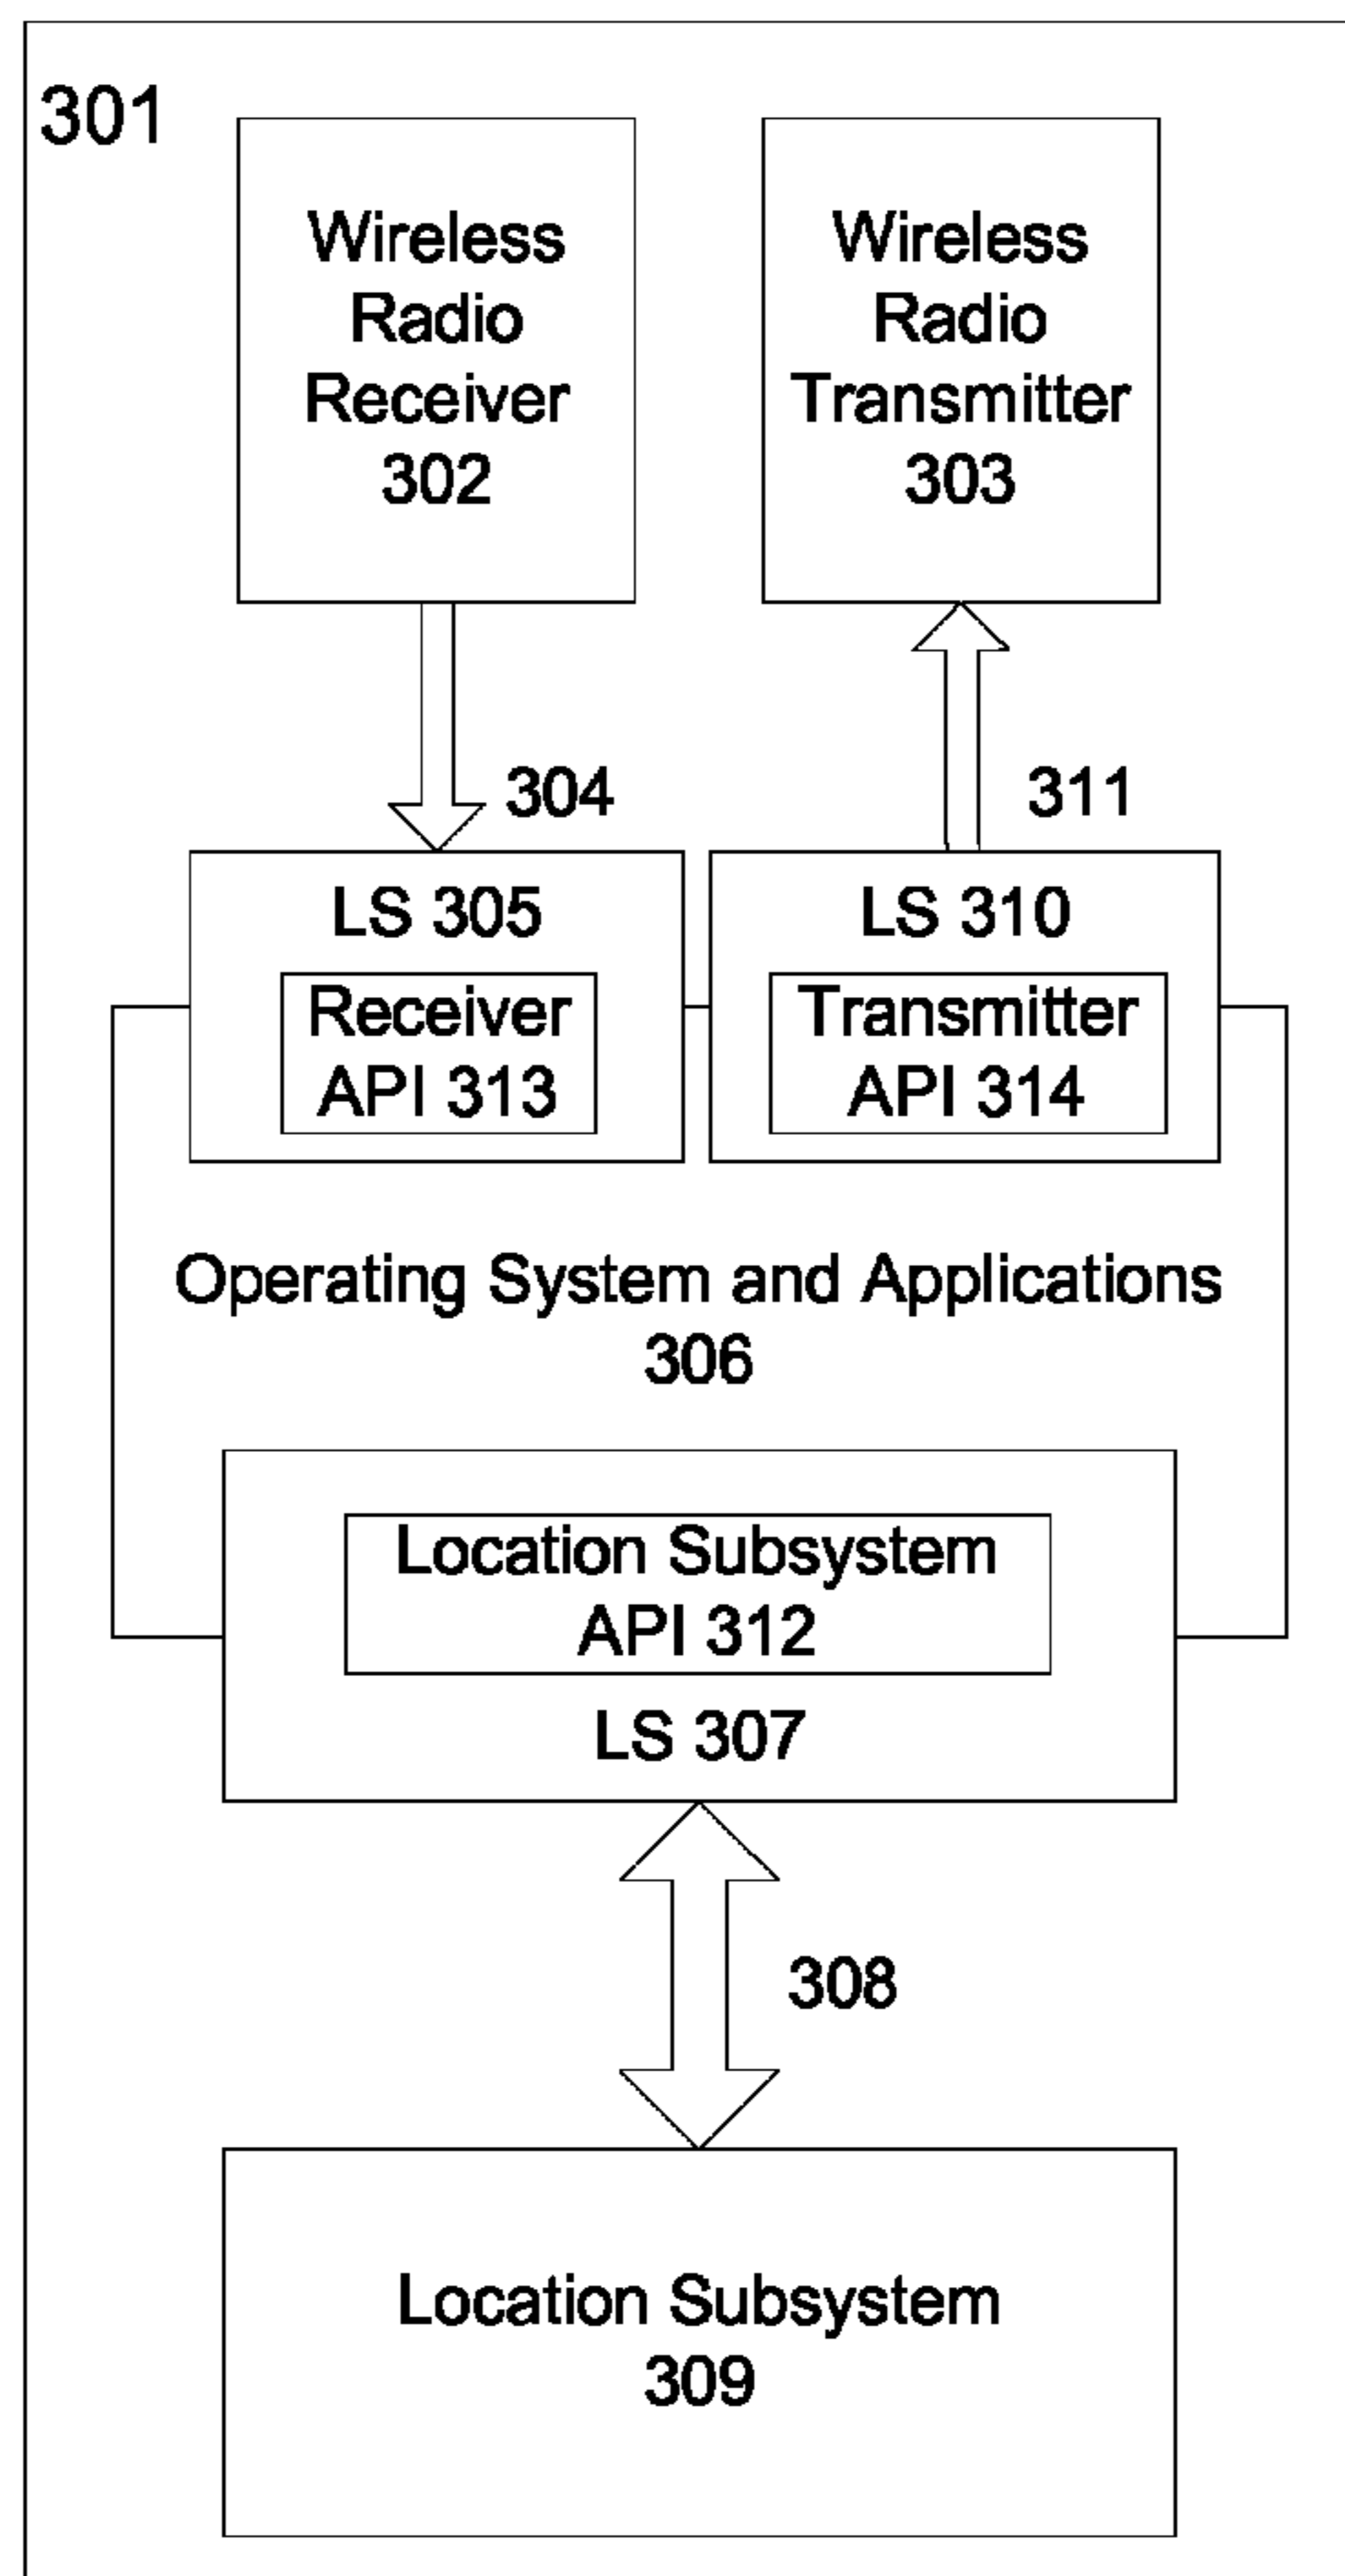 301
Wireless
Radio
Receiver
302
Wireless
Radio
Transmitter
303
304
311
LS 305
Receiver
API 313
LS 310
Transmitter
API 314
Operating System and Applications
306
Location Subsystem
API 312
LS 307
308
Location Subsystem
309